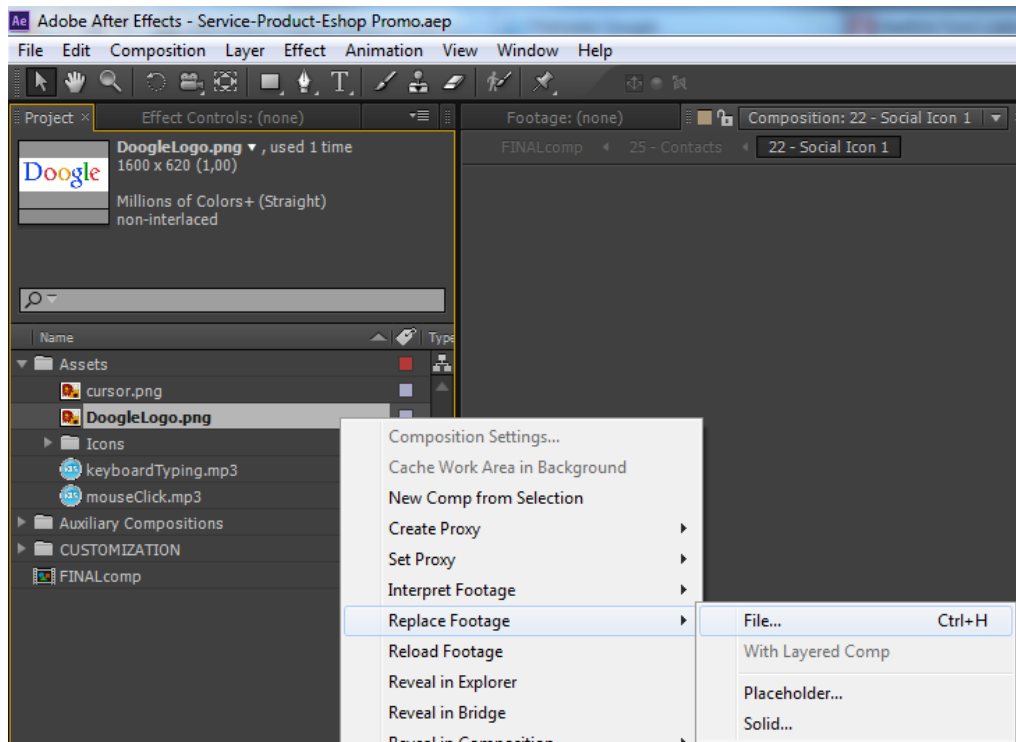 Ae Adobe After Effects - Service-Product-Eshop Promo.aep
File Edit Composition Layer Effect Animation View Window Help
Project × Effect Controls: (none)
Footage: (none) Composition: 22 - Social Icon 1
FINALcomp 25 - Contacts 22 - Social Icon 1
Doogle
DoogleLogo.png ▼ , used 1 time
1600 x 620 (1,00)
Millions of Colors+ (Straight)
non-interlaced
Name Type
Assets
cursor.png
DoogleLogo.png
Icons
keyboardTyping.mp3
mouseClick.mp3
Auxiliary Compositions
CUSTOMIZATION
FINALcomp
Composition Settings...
Cache Work Area in Background
New Comp from Selection
Create Proxy
Set Proxy
Interpret Footage
Replace Footage
Reload Footage
Reveal in Explorer
Reveal in Bridge
Reveal in Composition
File... Ctrl+H
With Layered Comp
Placeholder...
Solid...